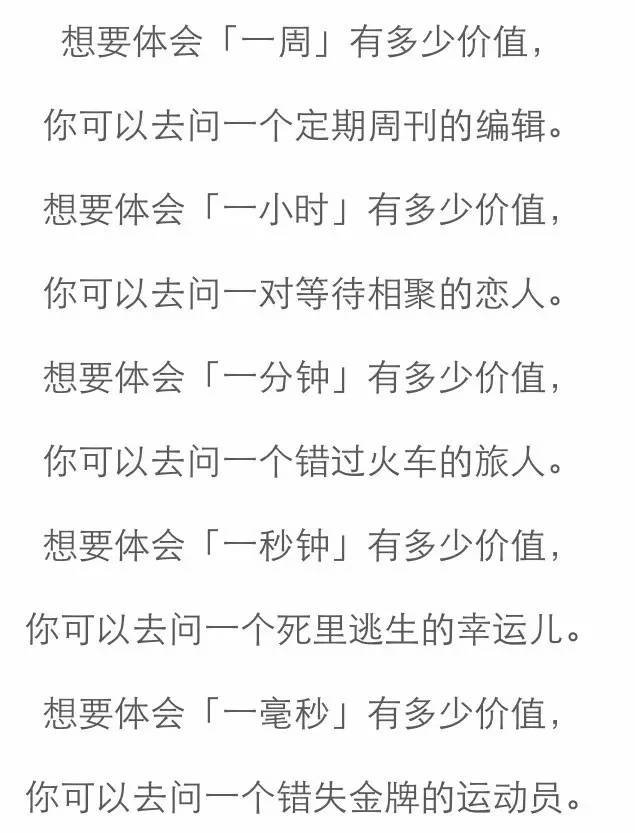 想要体会「一周」有多少价值，
你可以去问一个定期周刊的编辑。
想要体会「一小时」有多少价值，
你可以去问一对等待相聚的恋人。
想要体会「一分钟」有多少价值，
你可以去问一个错过火车的旅人。
想要体会「一秒钟」有多少价值，
你可以去问一个死里逃生的幸运儿。
想要体会「一毫秒」有多少价值，
你可以去问一个错失金牌的运动员。